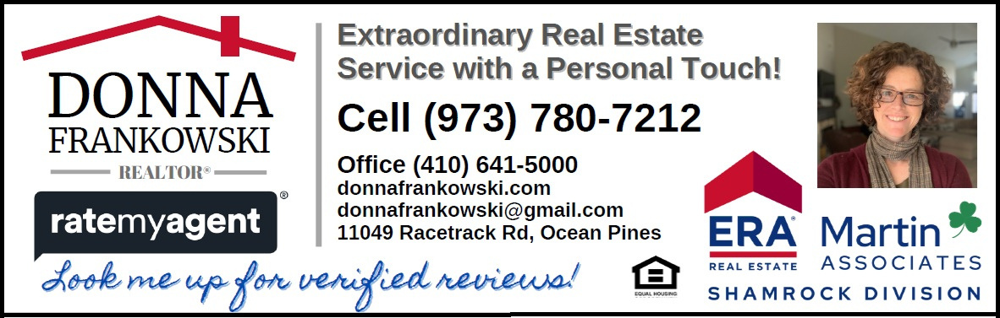 DONNA
FRANKOWSKI
REALTOR®
ratemyagent®
Look me up for verified reviews!
Extraordinary Real Estate
Service with a Personal Touch!
Cell (973) 780-7212
Office (410) 641-5000
donnafrankowski.com
donnafrankowski@gmail.com
11049 Racetrack Rd, Ocean Pines
EQUAL HOUSING
ERA®
REAL ESTATE
Martin
ASSOCIATES
SHAMROCK DIVISION